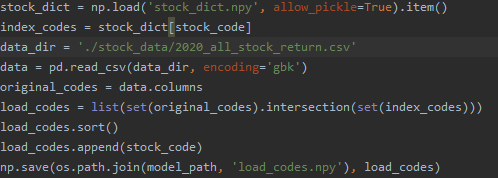 stock_dict = np.load('stock_dict.npy', allow_pickle=True).item()
index_codes = stock_dict[stock_code]
data_dir = './stock_data/2020_all_stock_return.csv'
data = pd.read_csv(data_dir, encoding='gbk')
original_codes = data.columns
load_codes = list(set(original_codes).intersection(set(index_codes)))
load_codes.sort()
load_codes.append(stock_code)
np.save(os.path.join(model_path, 'load_codes.npy'), load_codes)